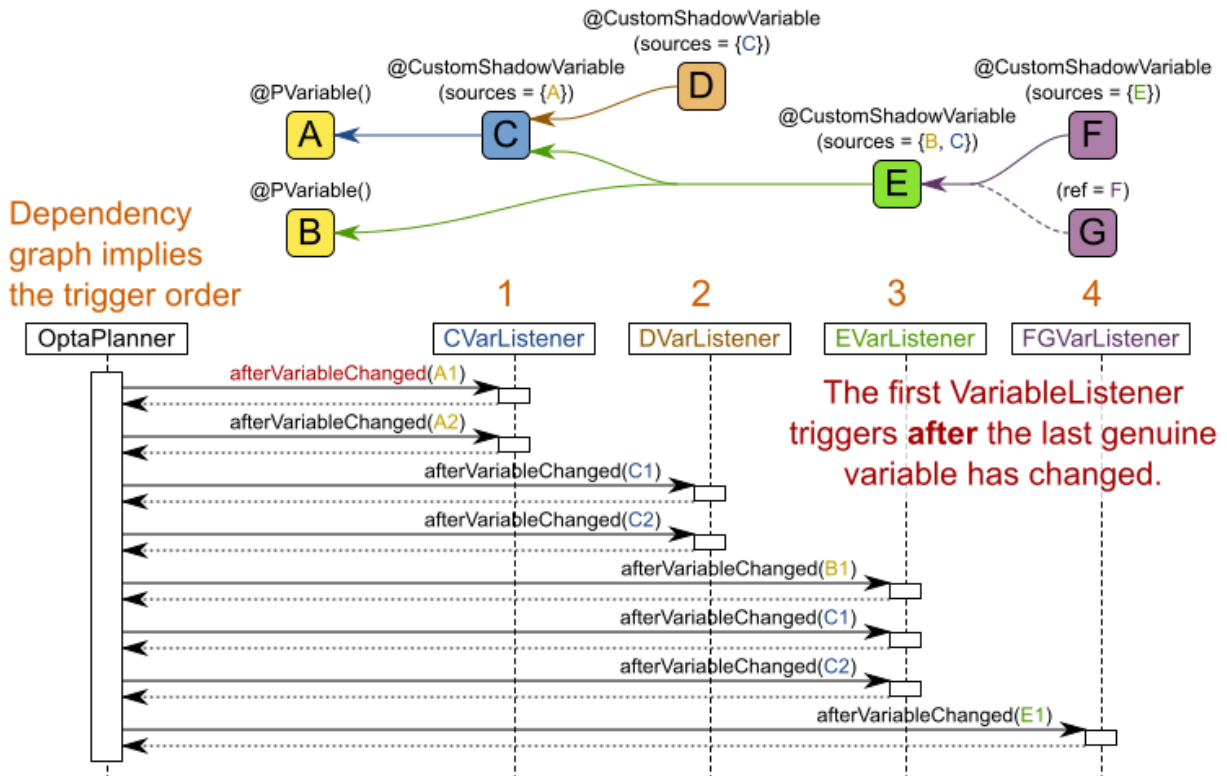 @CustomShadowVariable
(sources = {C})
@CustomShadowVariable
(sources = {A})
@CustomShadowVariable
(sources = {E})
@PVariable()
D
@CustomShadowVariable
(sources = {B, C})
A
C
F
@PVariable()
E
(ref = F)
B
G
Dependency
graph implies
the trigger order
1
2
3
4
OptaPlanner
CVarListener
DVarListener
EVarListener
FGVarListener
afterVariableChanged(A1)
The first VariableListener
triggers after the last genuine
variable has changed.
afterVariableChanged(A2)
afterVariableChanged(C1)
afterVariableChanged(C2)
afterVariableChanged(B1)
afterVariableChanged(C1)
afterVariableChanged(C2)
afterVariableChanged(E1)